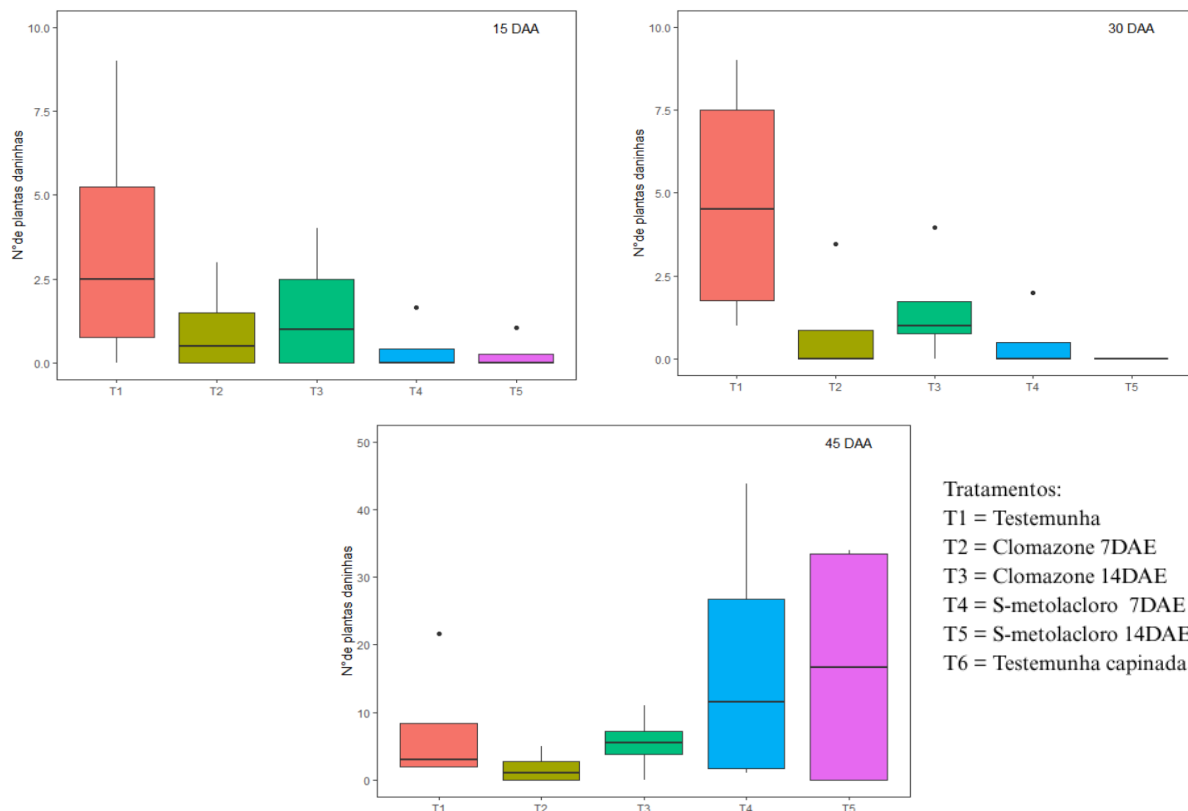 15 DAA
N°de plantas daninhas
10.0
7.5
5.0
2.5
0.0
T1 T2 T3 T4 T5
30 DAA
N°de plantas daninhas
10.0
7.5
5.0
2.5
0.0
T1 T2 T3 T4 T5
45 DAA
N°de plantas daninhas
50
40
30
20
10
0
T1 T2 T3 T4 T5
Tratamentos:
T1 = Testemunha
T2 = Clomazone 7DAE
T3 = Clomazone 14DAE
T4 = S-metolacloro 7DAE
T5 = S-metolacloro 14DAE
T6 = Testemunha capinada